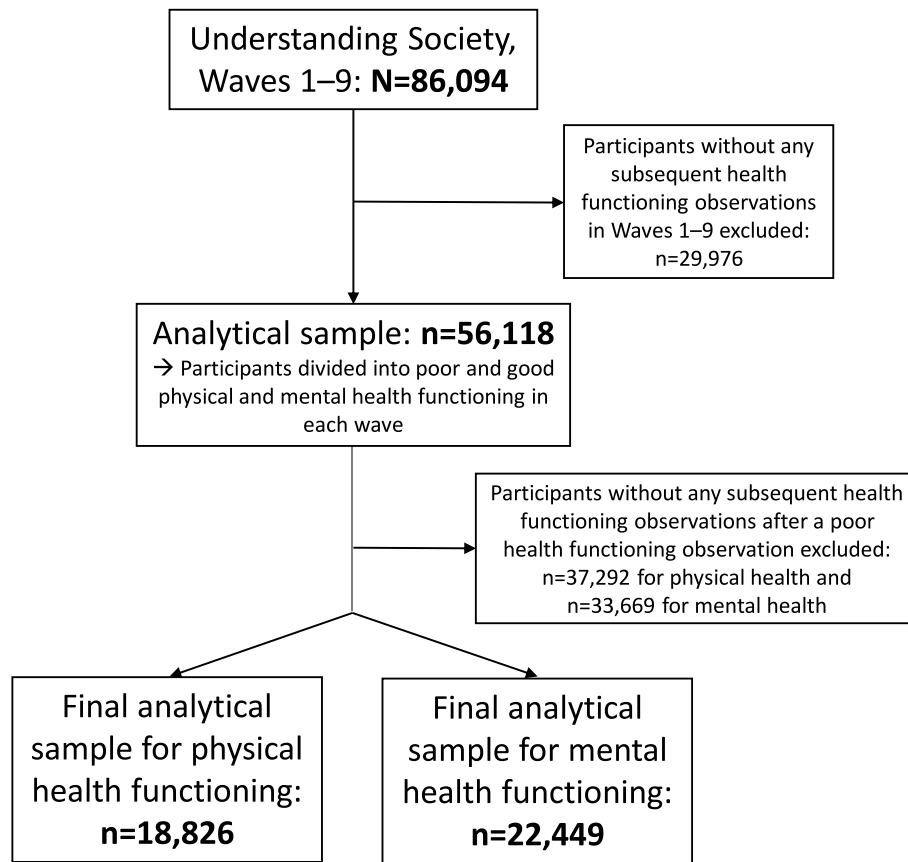 Understanding Society,
Waves 1–9: N=86,094
Participants without any
subsequent health
functioning observations
in Waves 1–9 excluded:
n=29,976
Analytical sample: n=56,118
→ Participants divided into poor and good
physical and mental health functioning in
each wave
Participants without any subsequent health
functioning observations after a poor
health functioning observation excluded:
n=37,292 for physical health and
n=33,669 for mental health
Final analytical
sample for physical
health functioning:
n=18,826
Final analytical
sample for mental
health functioning:
n=22,449